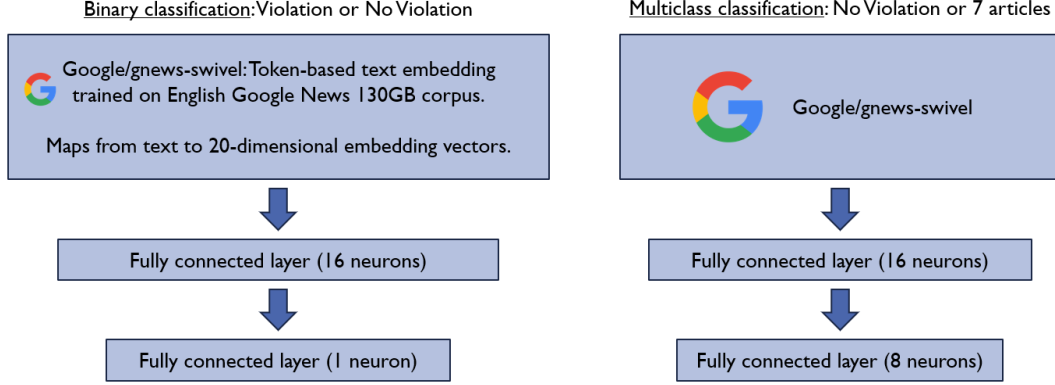 Binary classification: Violation or No Violation
Google/gnews-swivel: Token-based text embedding
trained on English Google News 130GB corpus.
Maps from text to 20-dimensional embedding vectors.
Fully connected layer (16 neurons)
Fully connected layer (1 neuron)
Multiclass classification: No Violation or 7 articles
Google/gnews-swivel
Fully connected layer (16 neurons)
Fully connected layer (8 neurons)